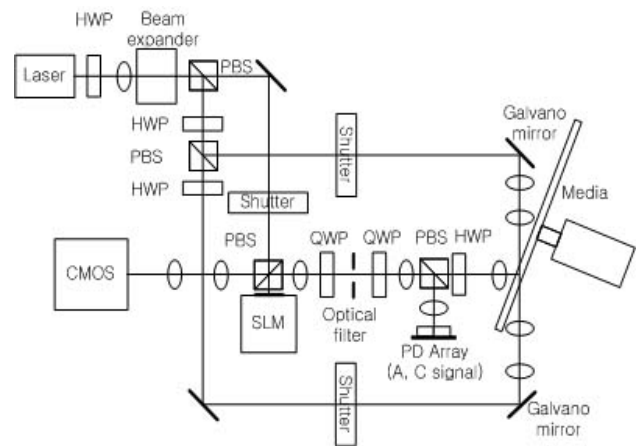 HWP
Beam
expander
Laser
PBS
HWP
PBS
HWP
Shutter
Shutter
Galvano
mirror
Media
CMOS
PBS
SLM
QWP
Optical
filter
QWP
PBS
HWP
PD Array
(A, C signal)
Shutter
Galvano
mirror